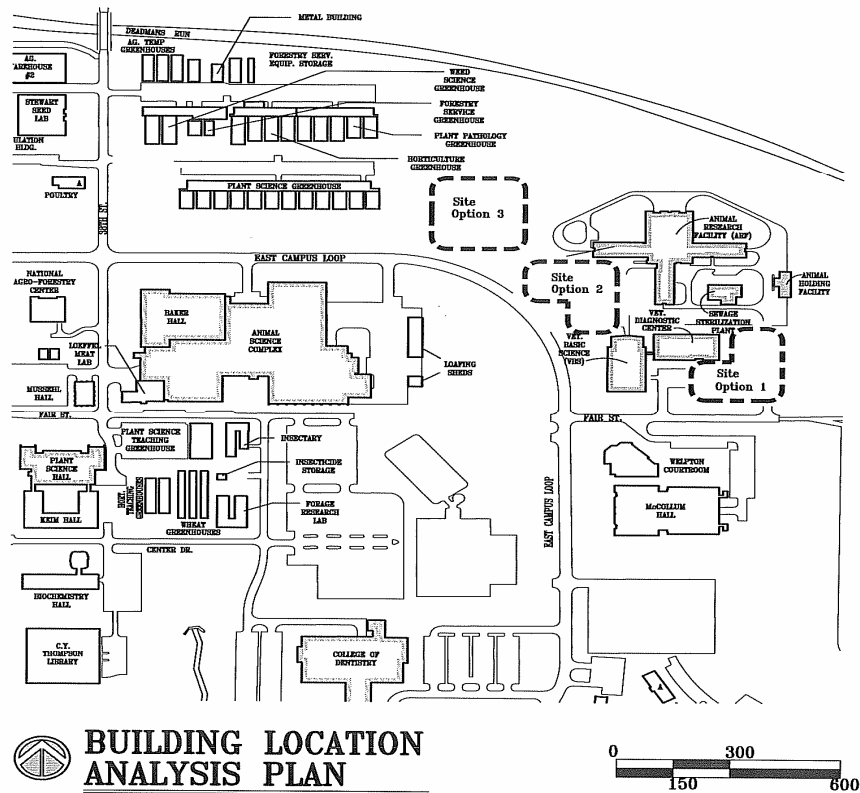 METAL BUILDING
DEADMANS RUN
AG. TEMP
GREENHOUSES
FORESTRY SERV.
EQUIP. STORAGE
AG.
AREHOUSE
#2
WEED
SCIENCE
GREENHOUSE
STEWART
SEED
LAB
FORESTRY
SERVICE
GREENHOUSE
ULATION
BLDG.
PLANT PATHOLOGY
GREENHOUSE
HORTICULTURE
GREENHOUSE
POULTRY
PLANT SCIENCE GREENHOUSE
38TH ST.
Site
Option 3
ANIMAL
RESEARCH
FACILITY (ARF)
EAST CAMPUS LOOP
NATIONAL
AGRO-FORESTRY
CENTER
Site
Option 2
ANIMAL
HOLDING
FACILITY
BAKER
HALL
ANIMAL
SCIENCE
COMPLEX
VET.
DIAGNOSTIC
CENTER
SEWAGE
STERILIZATION
PLANT
LOEFFEL
MEAT
LAB
VET.
BASIC
SCIENCE
(VBS)
LOAFING
SHEDS
Site
Option 1
MUSSEHL
HALL
FAIR ST.
FAIR ST.
PLANT SCIENCE
TEACHING
GREENHOUSE
INSECTARY
PLANT
SCIENCE
HALL
INSECTICIDE
STORAGE
WELPTON
COURTROOM
HORT.
TEACHING
GREENHOUSES
KEIM HALL
FORAGE
RESEARCH
LAB
McCOLLUM
HALL
WHEAT
GREENHOUSES
EAST CAMPUS LOOP
CENTER DR.
BIOCHEMISTRY
HALL
C.Y.
THOMPSON
LIBRARY
COLLEGE OF
DENTISTRY
BUILDING LOCATION
ANALYSIS PLAN
0 300
150 600